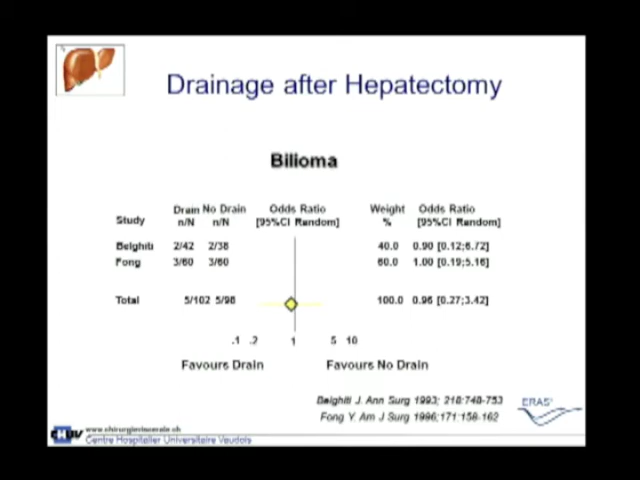 Drainage after Hepatectomy
Bilioma
Drain No Drain Odds Ratio Weight Odds Ratio
Study n/N n/N [95%CI Random] % [95%CI Random]
Belghiti 2/42 2/38 40.0 0.90 [0.12;6.72]
Fong 3/60 3/60 60.0 1.00 [0.19;5.16]
Total 5/102 5/98 100.0 0.96 [0.27;3.42]
.1 .2 1 5 10
Favours Drain Favours No Drain
Belghiti J. Ann Surg 1993; 218:748-753
Fong Y. Am J Surg 1996;171:158-162
ERAS
www.chirurgieviscerale.ch
Centre Hospitalier Universitaire Vaudois